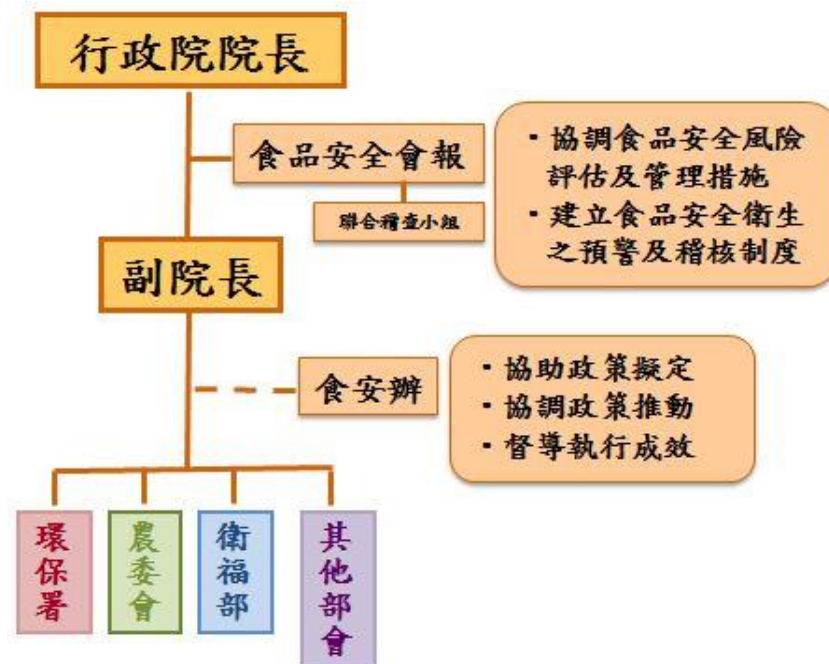 行政院院長
食品安全會報
聯合稽查小組
・協調食品安全風險
評估及管理措施
・建立食品安全衛生
之預警及稽核制度
副院長
食安辦
・協助政策擬定
・協調政策推動
・督導執行成效
環保署
農委會
衛福部
其他部會